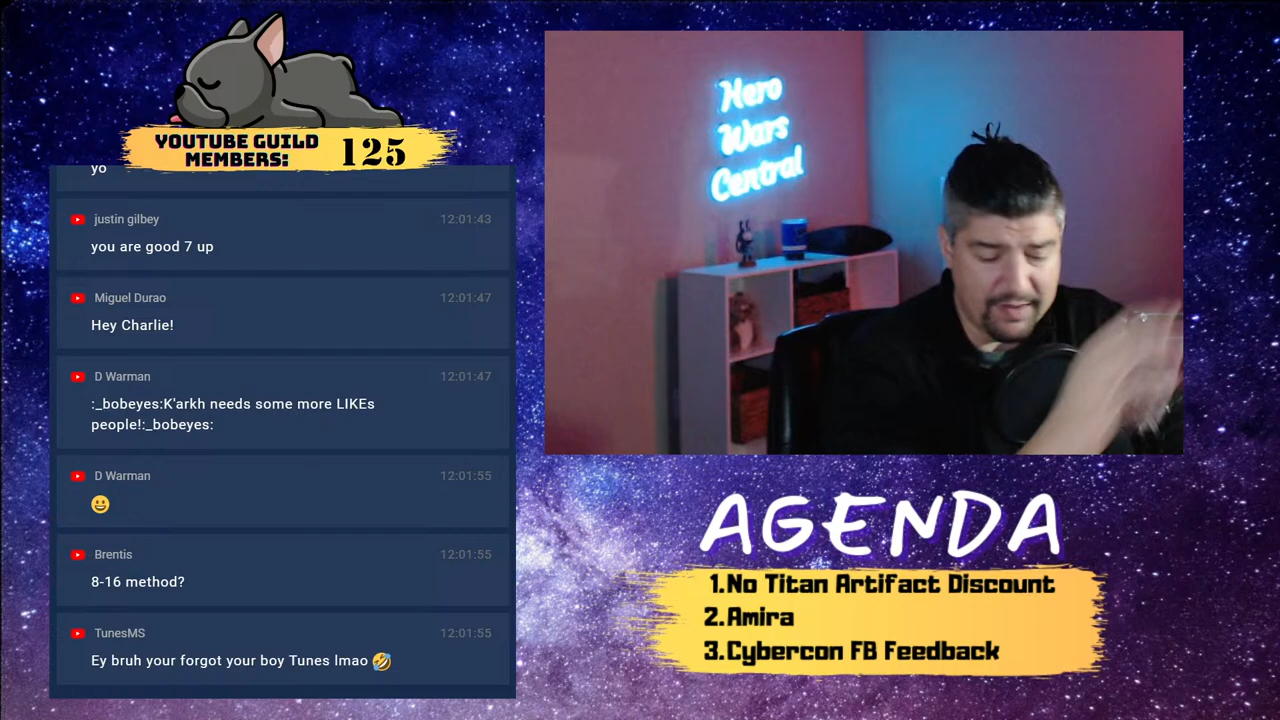 YOUTUBE GUILD
MEMBERS:
125
yo
justin gilbey
12:01:43
you are good 7 up
Miguel Durao
12:01:47
Hey Charlie!
D Warman
12:01:47
:_bobeyes:K'arkh needs some more LIKEs
people!:_bobeyes:
D Warman
12:01:55
😀
Brentis
12:01:55
8-16 method?
TunesMS
12:01:55
Ey bruh your forgot your boy Tunes lmao 🤣
Hero
Wars
Central
AGENDA
1.No Titan Artifact Discount
2.Amira
3.Cybercon FB Feedback